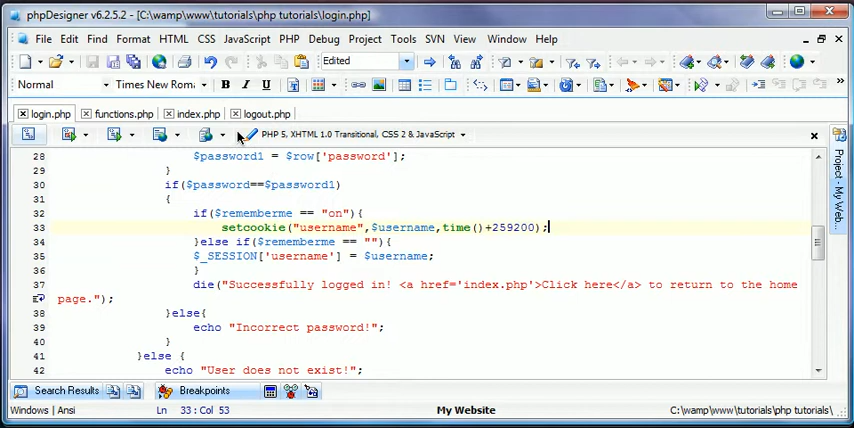 phpDesigner v6.2.5.2 - [C:\wamp\www\tutorials\php tutorials\login.php]
File Edit Find Format HTML CSS JavaScript PHP Debug Project Tools SVN View Window Help
Edited
Normal Times New Roma B I U
login.php functions.php index.php logout.php
PHP 5, XHTML 1.0 Transitional, CSS 2 & JavaScript
28 $password1 = $row['password'];
29 }
30 if($password==$password1)
31 {
32 if($rememberme == "on"){
33 setcookie("username",$username,time()+259200);
34 }else if($rememberme == ""){
35 $_SESSION['username'] = $username;
36 }
37 die("Successfully logged in! <a href='index.php'>Click here</a> to return to the home
page.");
38 }else{
39 echo "Incorrect password!";
40 }
41 }else {
42 echo "User does not exist!";
Project - My Web...
Search Results Breakpoints
Windows | Ansi Ln 33 : Col 53 My Website C:\wamp\www\tutorials\php tutorials\